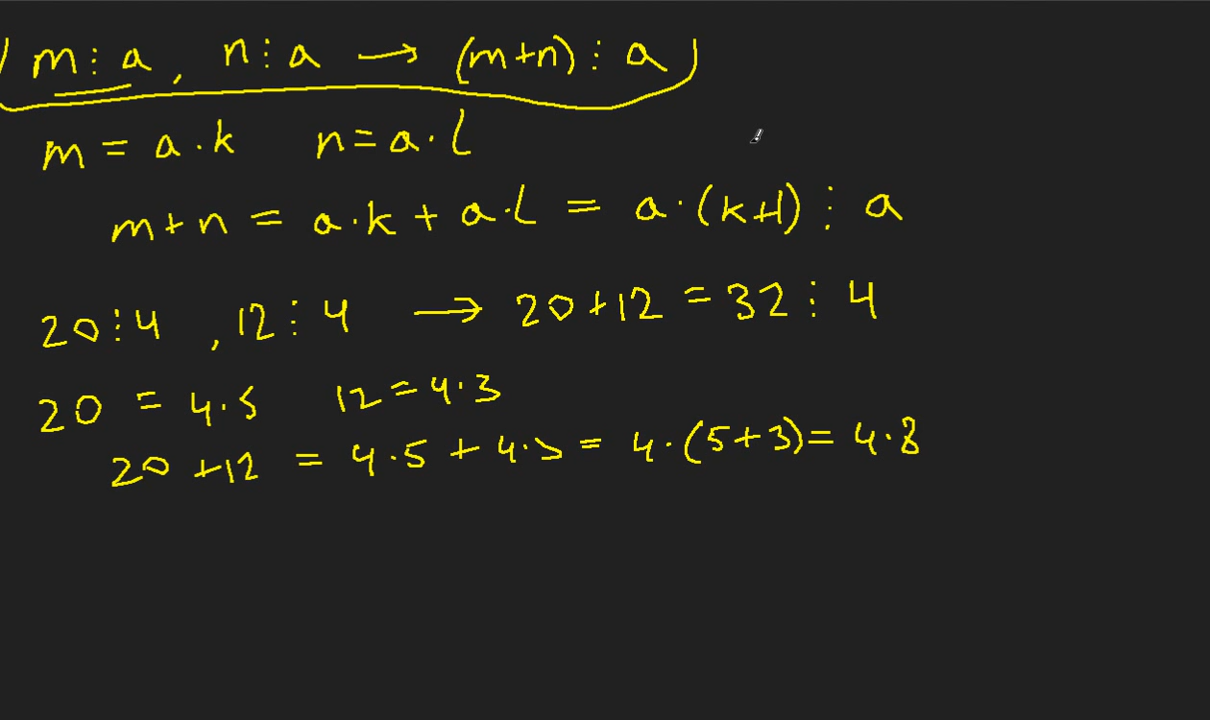 m⋮a, n⋮a → (m+n)⋮a
m = a·k n=a·l
m+n = a·k + a·l = a·(k+l)⋮a
20⋮4, 12⋮4 → 20+12 = 32⋮4
20 = 4·5 12 = 4·3
20+12 = 4·5 + 4·3 = 4·(5+3) = 4·8